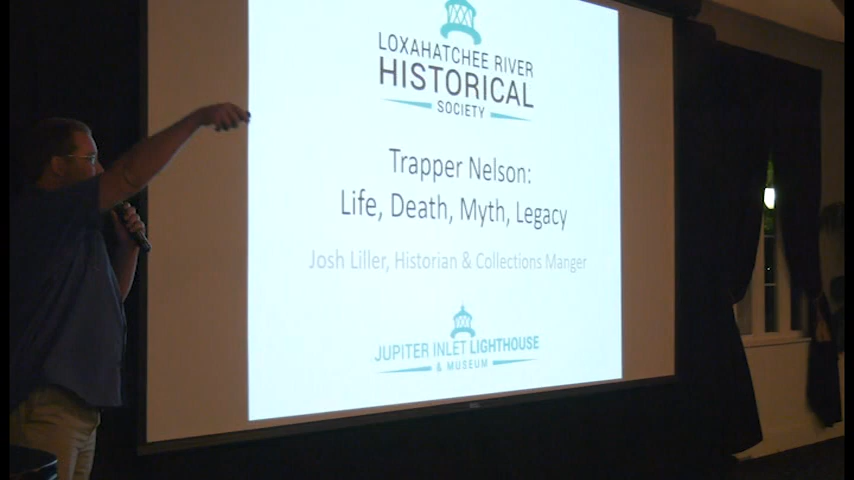 LOXAHATCHEE RIVER
HISTORICAL
SOCIETY
Trapper Nelson:
Life, Death, Myth, Legacy
Josh Liller, Historian & Collections Manger
JUPITER INLET LIGHTHOUSE
& MUSEUM